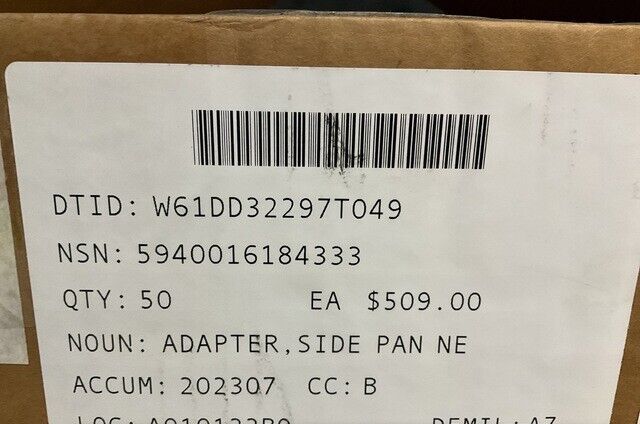 DTID: W61DD32297T049
NSN: 5940016184333
QTY: 50 EA $509.00
NOUN: ADAPTER, SIDE PAN NE
ACCUM: 202307 CC: B